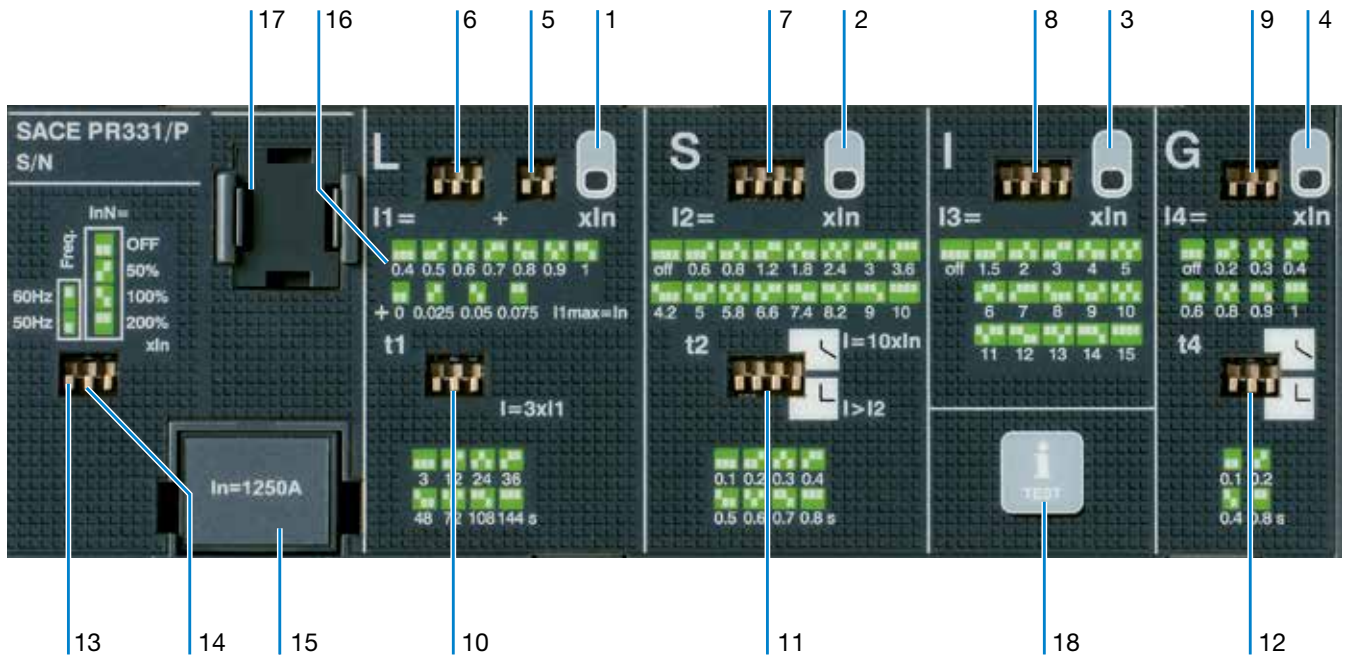 17 16 6 5 1 7 2 8 3 9 4
SACE PR331/P
S/N
InN=
Freq.
OFF
50%
60Hz 100%
50Hz 200%
xIn
In=1250A
L
I1= + xIn
0.4 0.5 0.6 0.7 0.8 0.9 1
+ 0 0.025 0.05 0.075 I1max=In
t1
I=3xI1
3 12 24 36
48 72 108 144 s
S
I2= xIn
off 0.6 0.8 1.2 1.8 2.4 3 3.6
4.2 5 5.8 6.6 7.4 8.2 9 10
t2 I=10xIn
I>I2
0.1 0.2 0.3 0.4
0.5 0.6 0.7 0.8 s
I
I3= xIn
off 1.5 2 3 4 5
6 7 8 9 10
11 12 13 14 15
i
TEST
G
I4= xIn
off 0.2 0.3 0.4
0.6 0.8 0.9 1
t4
0.1 0.2
0.4 0.8 s
13 14 15 10 11 18 12